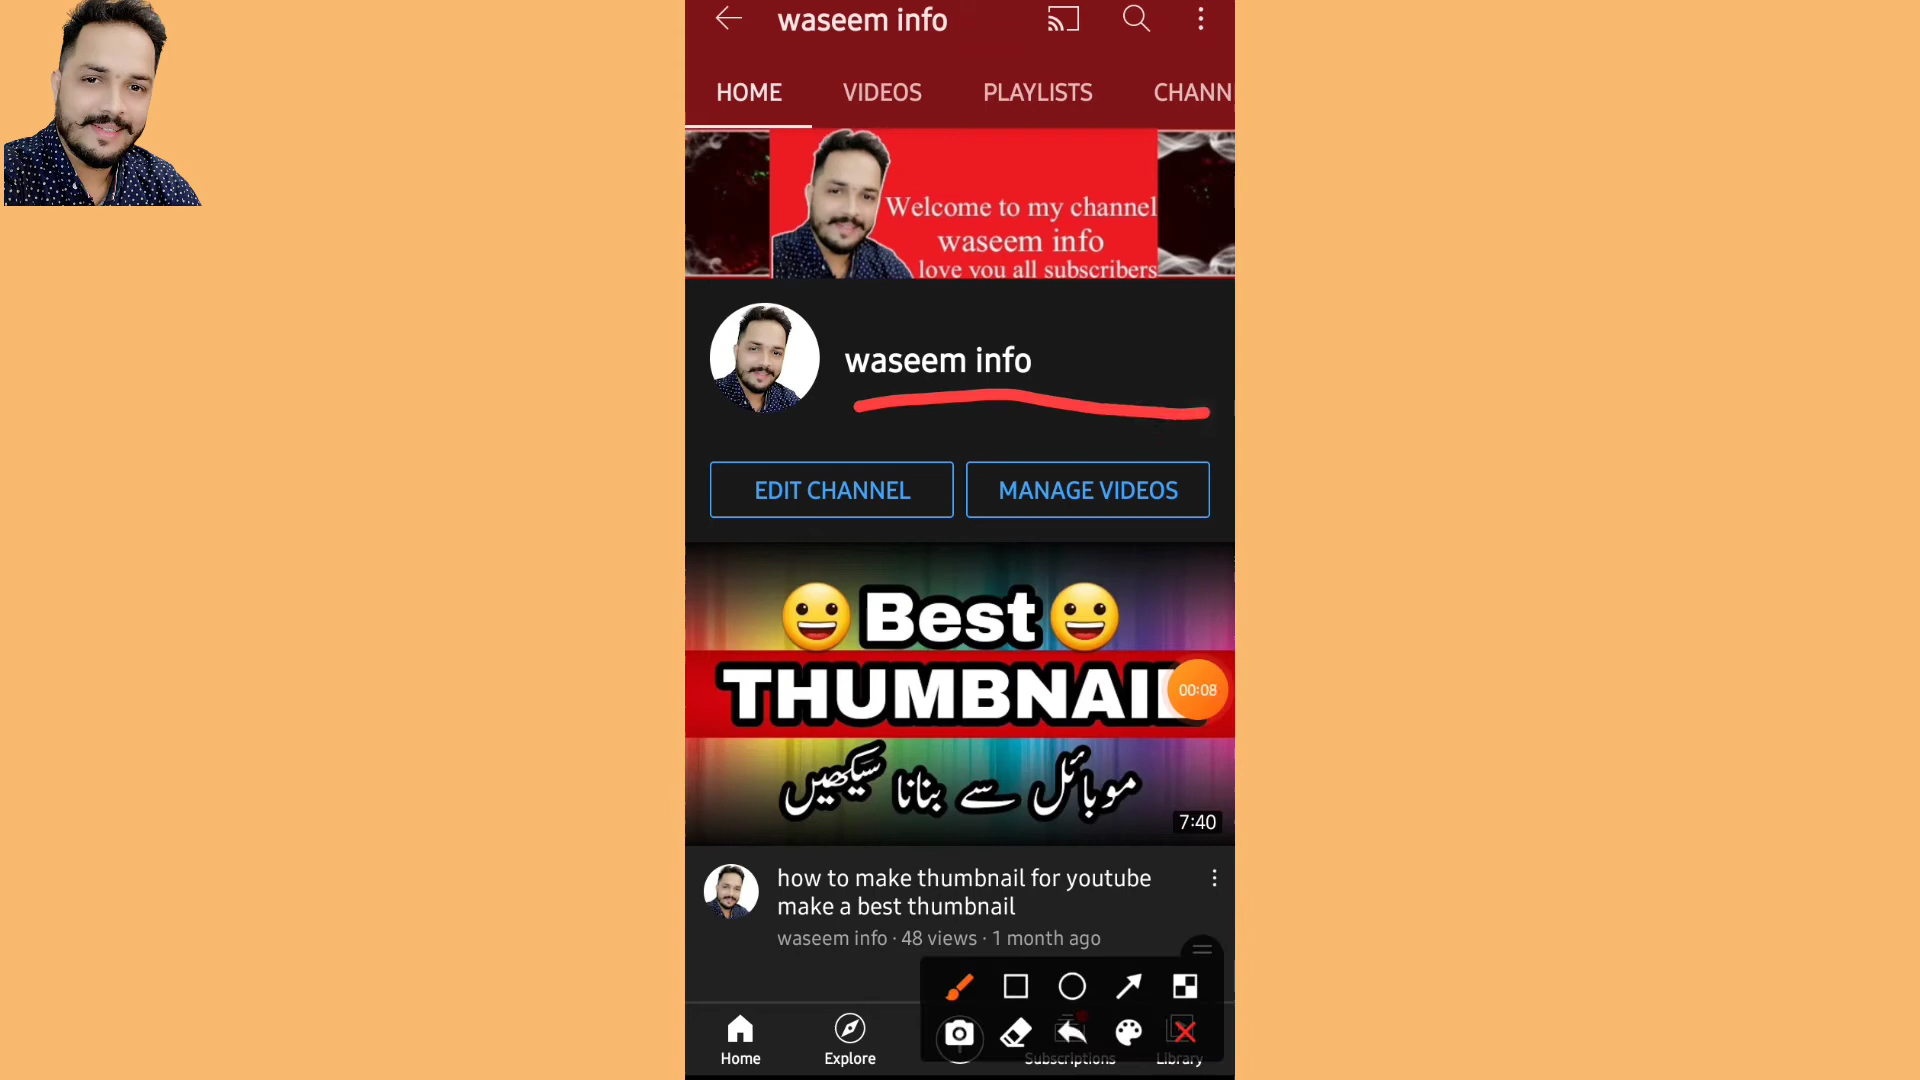 waseem info
HOME VIDEOS PLAYLISTS CHANN
Welcome to my channel
waseem info
love you all subscribers
waseem info
EDIT CHANNEL MANAGE VIDEOS
Best
THUMBNAIL
00:08
موبائل سے بنانا سیکھیں
7:40
how to make thumbnail for youtube
make a best thumbnail
waseem info · 48 views · 1 month ago
Home Explore Subscriptions Library